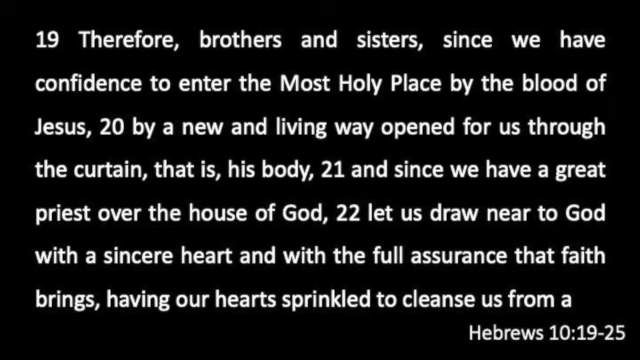 19 Therefore, brothers and sisters, since we have
confidence to enter the Most Holy Place by the blood of
Jesus, 20 by a new and living way opened for us through
the curtain, that is, his body, 21 and since we have a great
priest over the house of God, 22 let us draw near to God
with a sincere heart and with the full assurance that faith
brings, having our hearts sprinkled to cleanse us from a
Hebrews 10:19-25